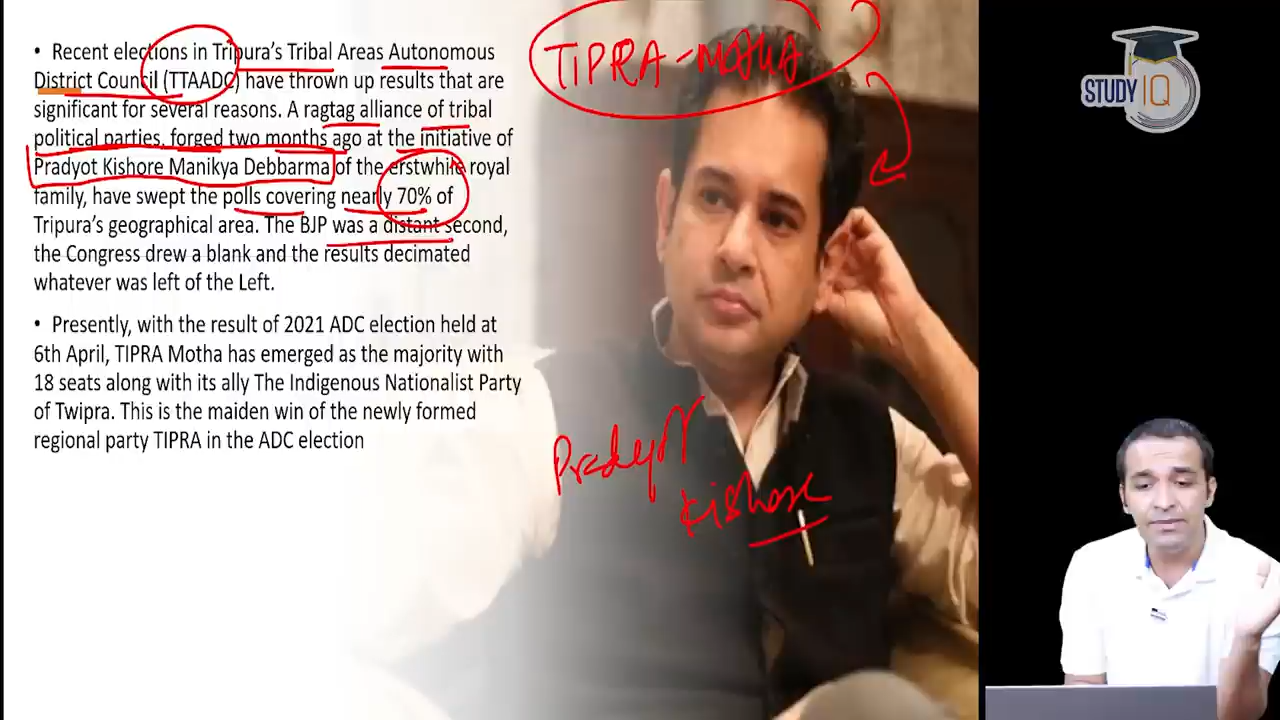 • Recent elections in Tripura's Tribal Areas Autonomous
District Council (TTAADC) have thrown up results that are
significant for several reasons. A ragtag alliance of tribal
political parties, forged two months ago at the initiative of
Pradyot Kishore Manikya Debbarma of the erstwhile royal
family, have swept the polls covering nearly 70% of
Tripura's geographical area. The BJP was a distant second,
the Congress drew a blank and the results decimated
whatever was left of the Left.
• Presently, with the result of 2021 ADC election held at
6th April, TIPRA Motha has emerged as the majority with
18 seats along with its ally The Indigenous Nationalist Party
of Twipra. This is the maiden win of the newly formed
regional party TIPRA in the ADC election
TIPRA-MOTHA
Pradyot
Kishore
STUDY IQ